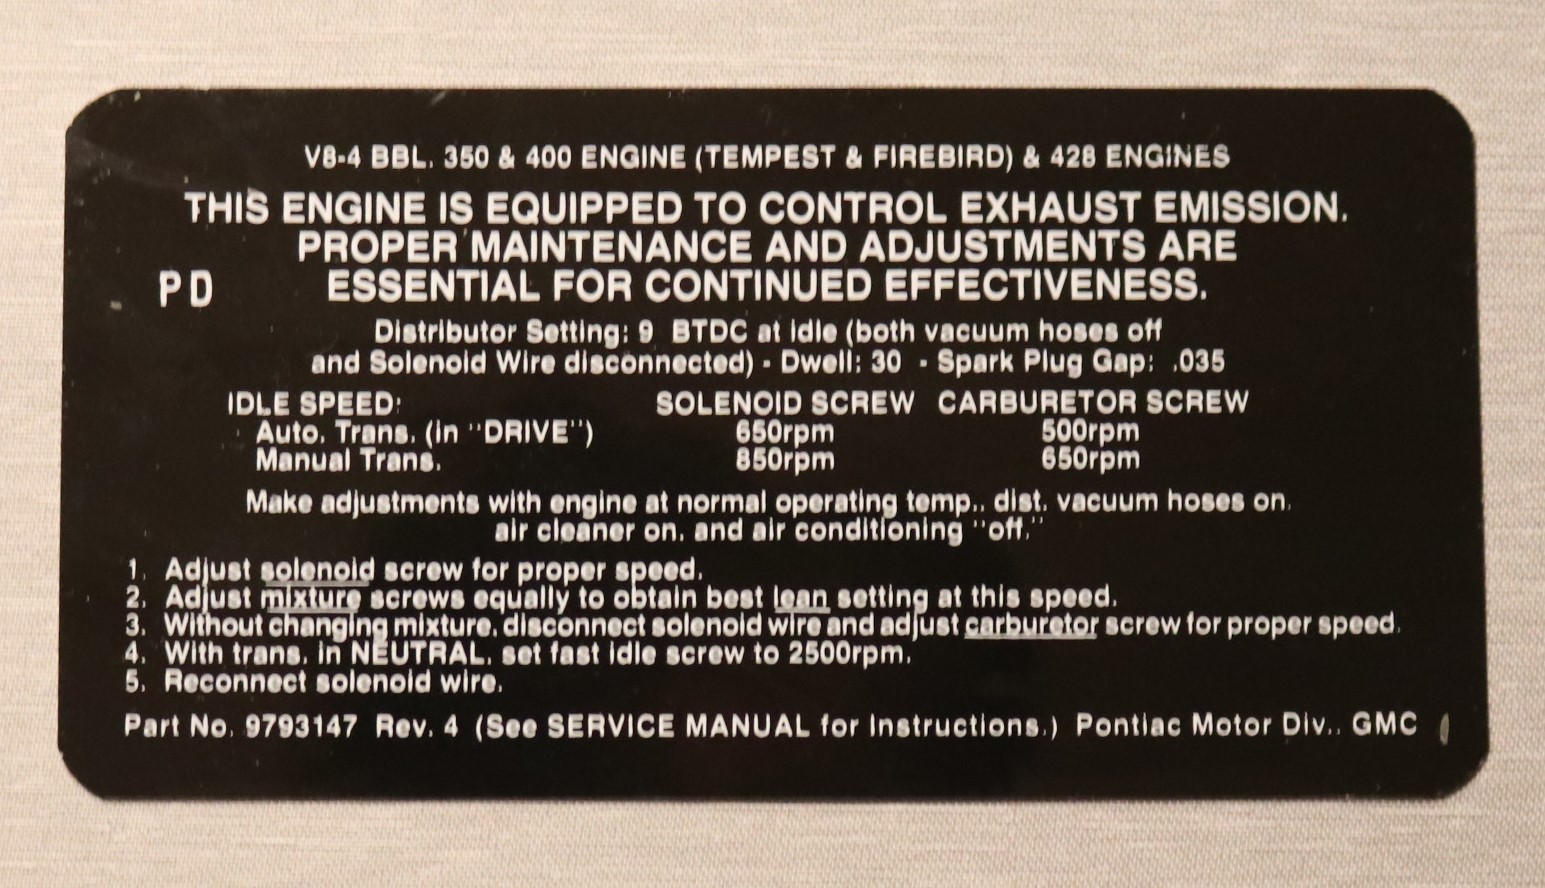 V8-4 BBL. 350 & 400 ENGINE (TEMPEST & FIREBIRD) & 428 ENGINES
THIS ENGINE IS EQUIPPED TO CONTROL EXHAUST EMISSION.
PROPER MAINTENANCE AND ADJUSTMENTS ARE
PD ESSENTIAL FOR CONTINUED EFFECTIVENESS.
Distributor Setting: 9 BTDC at idle (both vacuum hoses off
and Solenoid Wire disconnected) - Dwell: 30 - Spark Plug Gap: .035
IDLE SPEED: SOLENOID SCREW CARBURETOR SCREW
Auto. Trans. (in "DRIVE") 650rpm 500rpm
Manual Trans. 850rpm 650rpm
Make adjustments with engine at normal operating temp., dist. vacuum hoses on,
air cleaner on, and air conditioning "off."
1. Adjust solenoid screw for proper speed.
2. Adjust mixture screws equally to obtain best lean setting at this speed.
3. Without changing mixture, disconnect solenoid wire and adjust carburetor screw for proper speed.
4. With trans. in NEUTRAL, set fast idle screw to 2500rpm.
5. Reconnect solenoid wire.
Part No. 9793147 Rev. 4 (See SERVICE MANUAL for Instructions.) Pontiac Motor Div., GMC